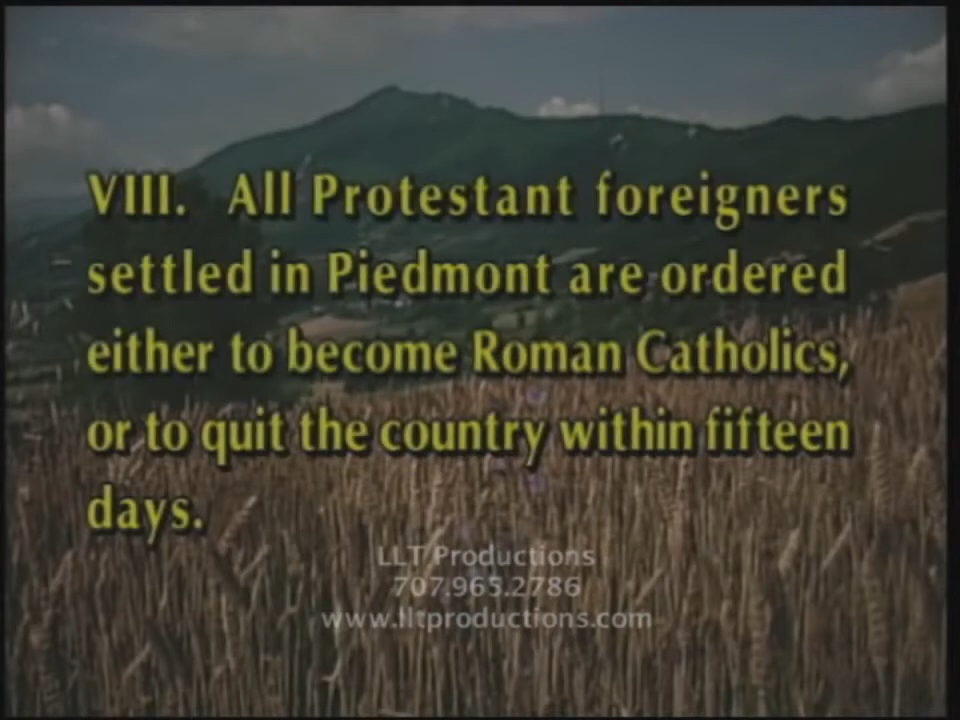 VIII. All Protestant foreigners
settled in Piedmont are ordered
either to become Roman Catholics,
or to quit the country within fifteen
days.
LLT Productions
707.965.2786
www.lltproductions.com